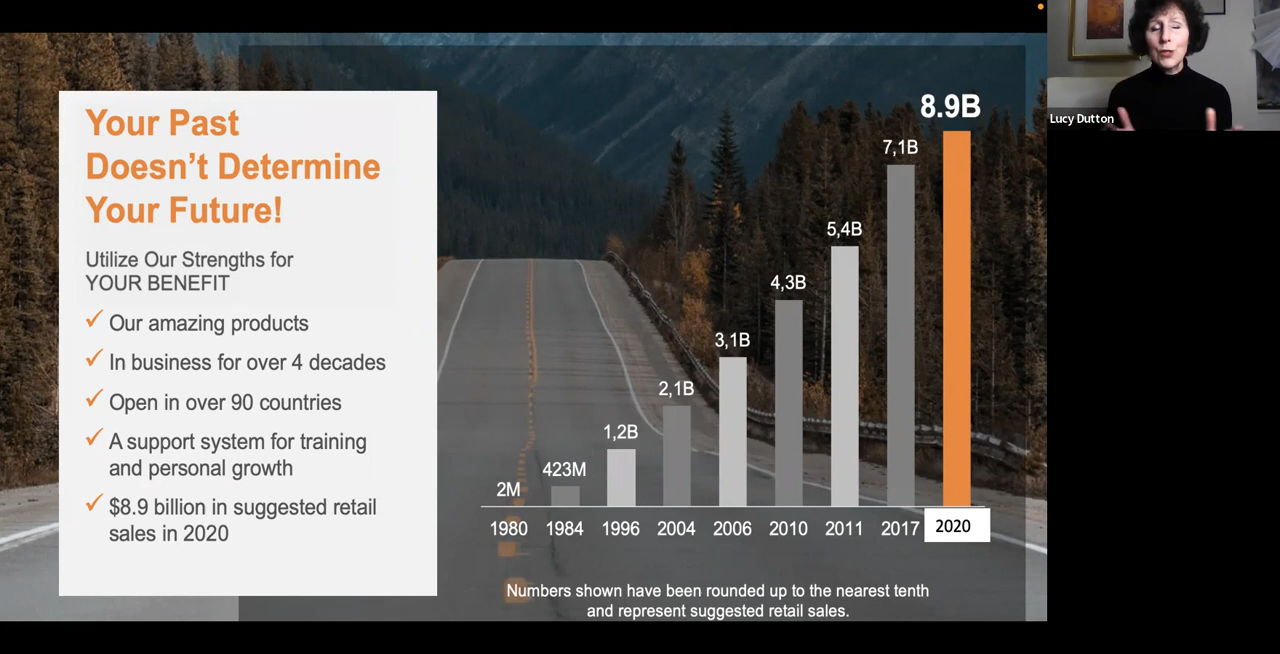 Your Past
Doesn’t Determine
Your Future!
Utilize Our Strengths for
YOUR BENEFIT
✓ Our amazing products
✓ In business for over 4 decades
✓ Open in over 90 countries
✓ A support system for training
and personal growth
✓ $8.9 billion in suggested retail
sales in 2020
2M
423M
1,2B
2,1B
3,1B
4,3B
5,4B
7,1B
8.9B
1980 1984 1996 2004 2006 2010 2011 2017 2020
Numbers shown have been rounded up to the nearest tenth
and represent suggested retail sales.
Lucy Dutton